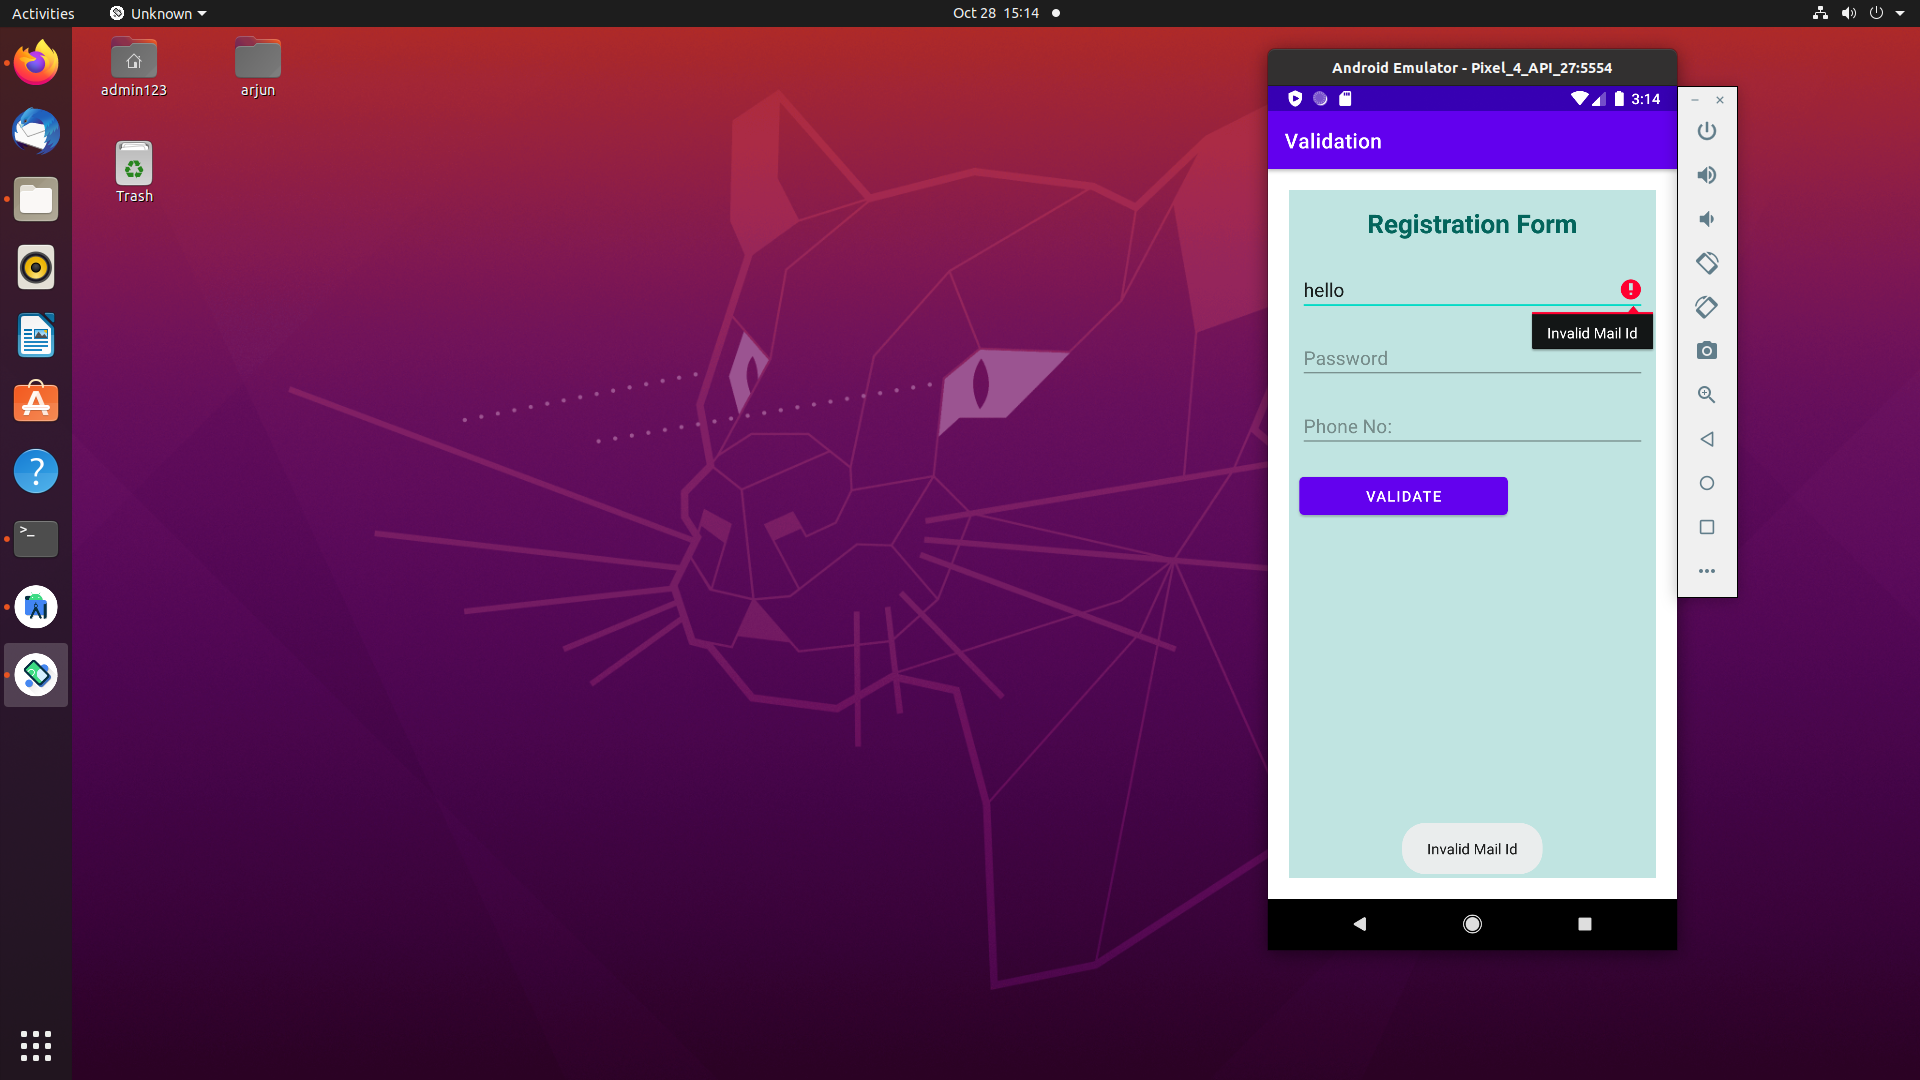 Activities
Unknown
Oct 28 15:14
admin123
arjun
Trash
>_
?
Android Emulator - Pixel_4_API_27:5554
3:14
Validation
Registration Form
hello
Invalid Mail Id
Password
Phone No:
VALIDATE
Invalid Mail Id